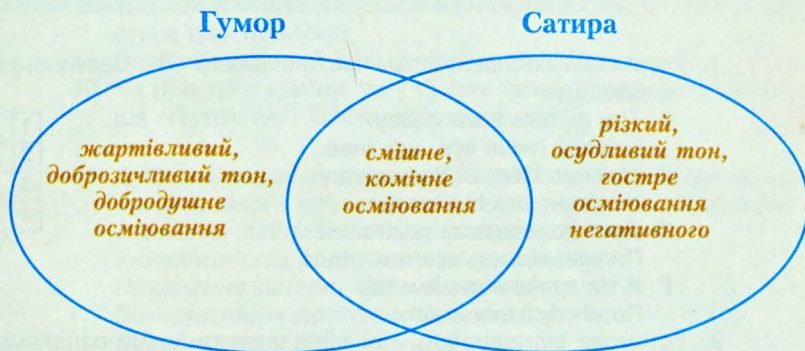 Гумор
Сатира
жартівливий,
доброзичливий тон,
добродушне
осміювання
смішне,
комічне
осміювання
різкий,
осудливий тон,
гостре
осміювання
негативного